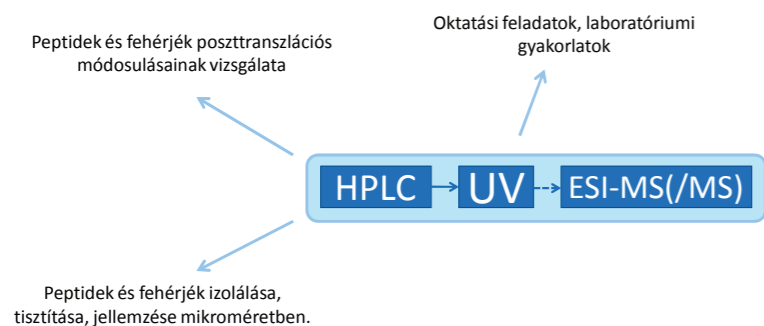 Oktatási feladatok, laboratóriumi
gyakorlatok
Peptidek és fehérjék poszttranszlációs
módosulásainak vizsgálata
HPLC
UV
ESI-MS(/MS)
Peptidek és fehérjék izolálása,
tisztítása, jellemzése mikroméretben.